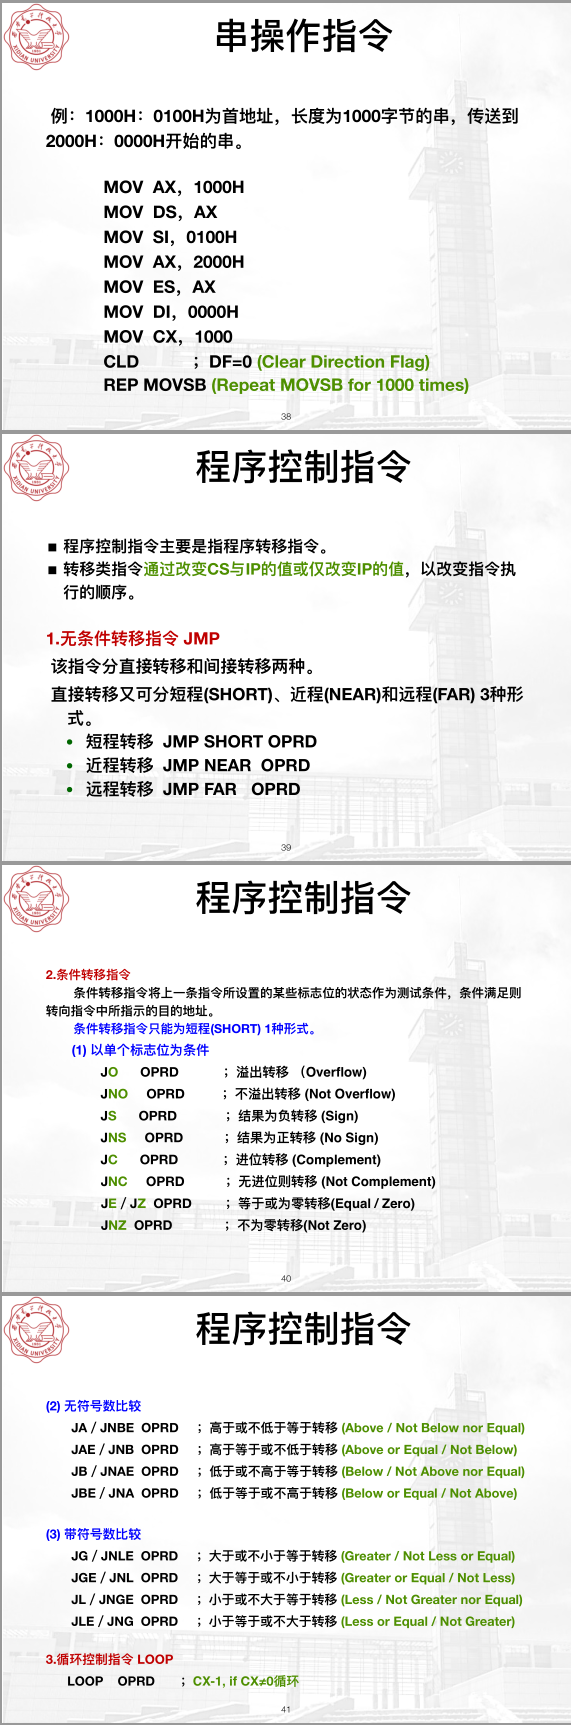 XIDIAN UNIVERSITY
串操作指令
例：1000H：0100H为首地址，长度为1000字节的串，传送到
2000H：0000H开始的串。
MOV AX，1000H
MOV DS，AX
MOV SI，0100H
MOV AX，2000H
MOV ES，AX
MOV DI，0000H
MOV CX，1000
CLD ；DF=0 (Clear Direction Flag)
REP MOVSB (Repeat MOVSB for 1000 times)
38
XIDIAN UNIVERSITY
程序控制指令
■ 程序控制指令主要是指程序转移指令。
■ 转移类指令通过改变CS与IP的值或仅改变IP的值，以改变指令执
行的顺序。
1.无条件转移指令 JMP
该指令分直接转移和间接转移两种。
直接转移又可分短程(SHORT)、近程(NEAR)和远程(FAR) 3种形
式。
• 短程转移 JMP SHORT OPRD
• 近程转移 JMP NEAR OPRD
• 远程转移 JMP FAR OPRD
39
XIDIAN UNIVERSITY
程序控制指令
2.条件转移指令
条件转移指令将上一条指令所设置的某些标志位的状态作为测试条件，条件满足则
转向指令中所指示的目的地址。
条件转移指令只能为短程(SHORT) 1种形式。
(1) 以单个标志位为条件
JO OPRD ；溢出转移 （Overflow)
JNO OPRD ；不溢出转移 (Not Overflow)
JS OPRD ；结果为负转移 (Sign)
JNS OPRD ；结果为正转移 (No Sign)
JC OPRD ；进位转移 (Complement)
JNC OPRD ；无进位则转移 (Not Complement)
JE / JZ OPRD ；等于或为零转移(Equal / Zero)
JNZ OPRD ；不为零转移(Not Zero)
40
XIDIAN UNIVERSITY
程序控制指令
(2) 无符号数比较
JA / JNBE OPRD ；高于或不低于等于转移 (Above / Not Below nor Equal)
JAE / JNB OPRD ；高于等于或不低于转移 (Above or Equal / Not Below)
JB / JNAE OPRD ；低于或不高于等于转移 (Below / Not Above nor Equal)
JBE / JNA OPRD ；低于等于或不高于转移 (Below or Equal / Not Above)
(3) 带符号数比较
JG / JNLE OPRD ；大于或不小于等于转移 (Greater / Not Less or Equal)
JGE / JNL OPRD ；大于等于或不小于转移 (Greater or Equal / Not Less)
JL / JNGE OPRD ；小于或不大于等于转移 (Less / Not Greater nor Equal)
JLE / JNG OPRD ；小于等于或不大于转移 (Less or Equal / Not Greater)
3.循环控制指令 LOOP
LOOP OPRD ；CX-1, if CX≠0循环
41